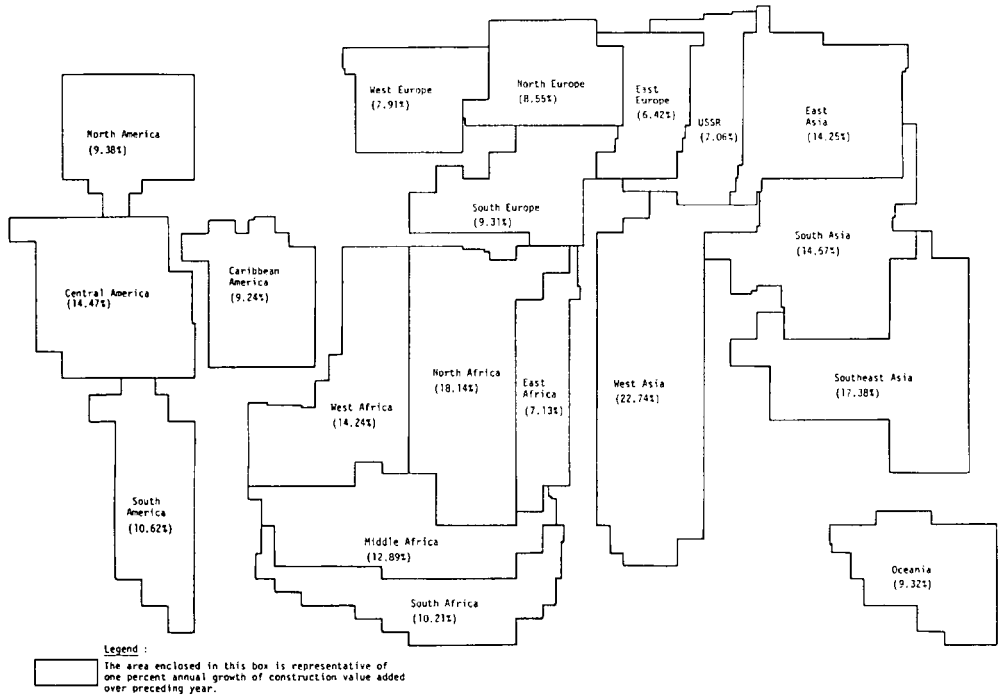 West Europe
(7.91%)
North Europe
(8.55%)
East
Europe
(6.42%)
USSR
(7.06%)
East
Asia
(14.25%)
North America
(9.38%)
South Europe
(9.31%)
South Asia
(14.67%)
Central America
(14.47%)
Caribbean
America
(9.24%)
North Africa
(18.14%)
East
Africa
(7.13%)
West Asia
(22.74%)
Southeast Asia
(17.38%)
West Africa
(14.24%)
South
America
(10.62%)
Middle Africa
(12.89%)
Oceania
(9.32%)
South Africa
(10.21%)
Legend :
The area enclosed in this box is representative of
one percent annual growth of construction value added
over preceding year.